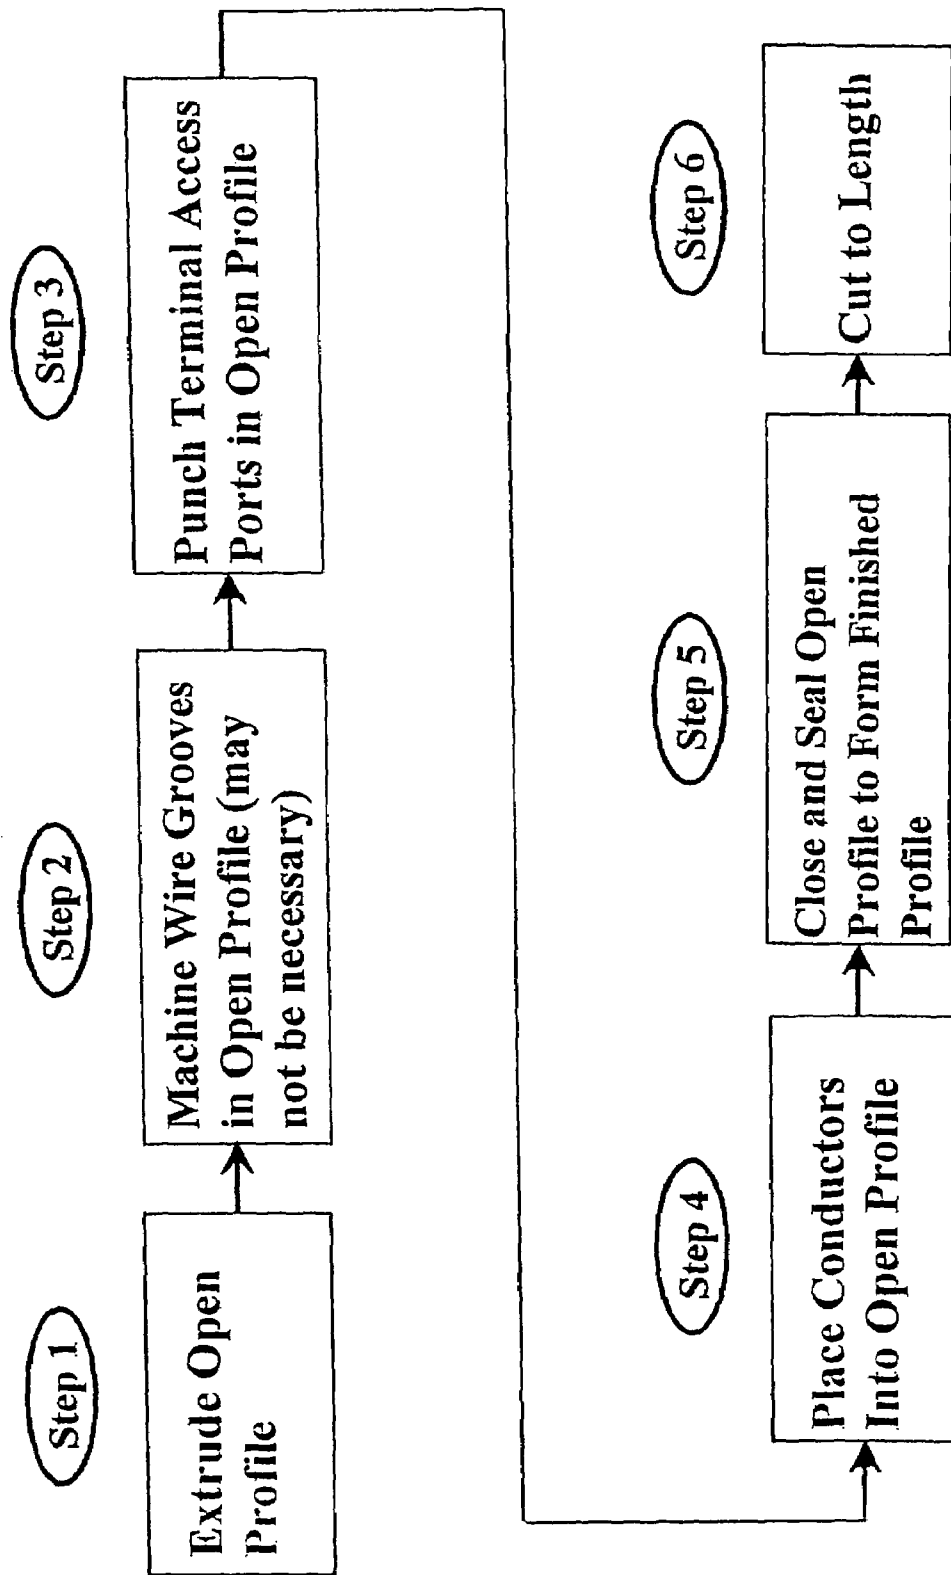 Step 1
Extrude Open
Profile
Step 2
Machine Wire Grooves
in Open Profile (may
not be necessary)
Step 3
Punch Terminal Access
Ports in Open Profile
Step 4
Place Conductors
Into Open Profile
Step 5
Close and Seal Open
Profile to Form Finished
Profile
Step 6
Cut to Length